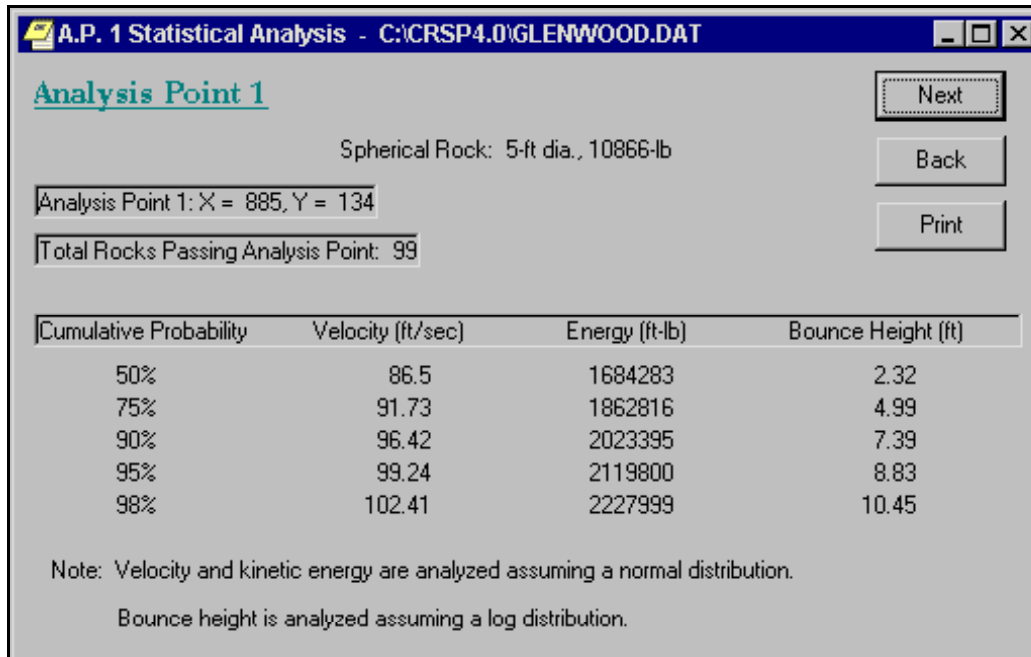 A.P. 1 Statistical Analysis - C:\CRSP4.0\GLENWOOD.DAT
Analysis Point 1
Next
Spherical Rock: 5-ft dia., 10866-lb
Back
Analysis Point 1: X = 885, Y = 134
Print
Total Rocks Passing Analysis Point: 99
Cumulative Probability Velocity (ft/sec) Energy (ft-lb) Bounce Height (ft)
50% 86.5 1684283 2.32
75% 91.73 1862816 4.99
90% 96.42 2023395 7.39
95% 99.24 2119800 8.83
98% 102.41 2227999 10.45
Note: Velocity and kinetic energy are analyzed assuming a normal distribution.
Bounce height is analyzed assuming a log distribution.